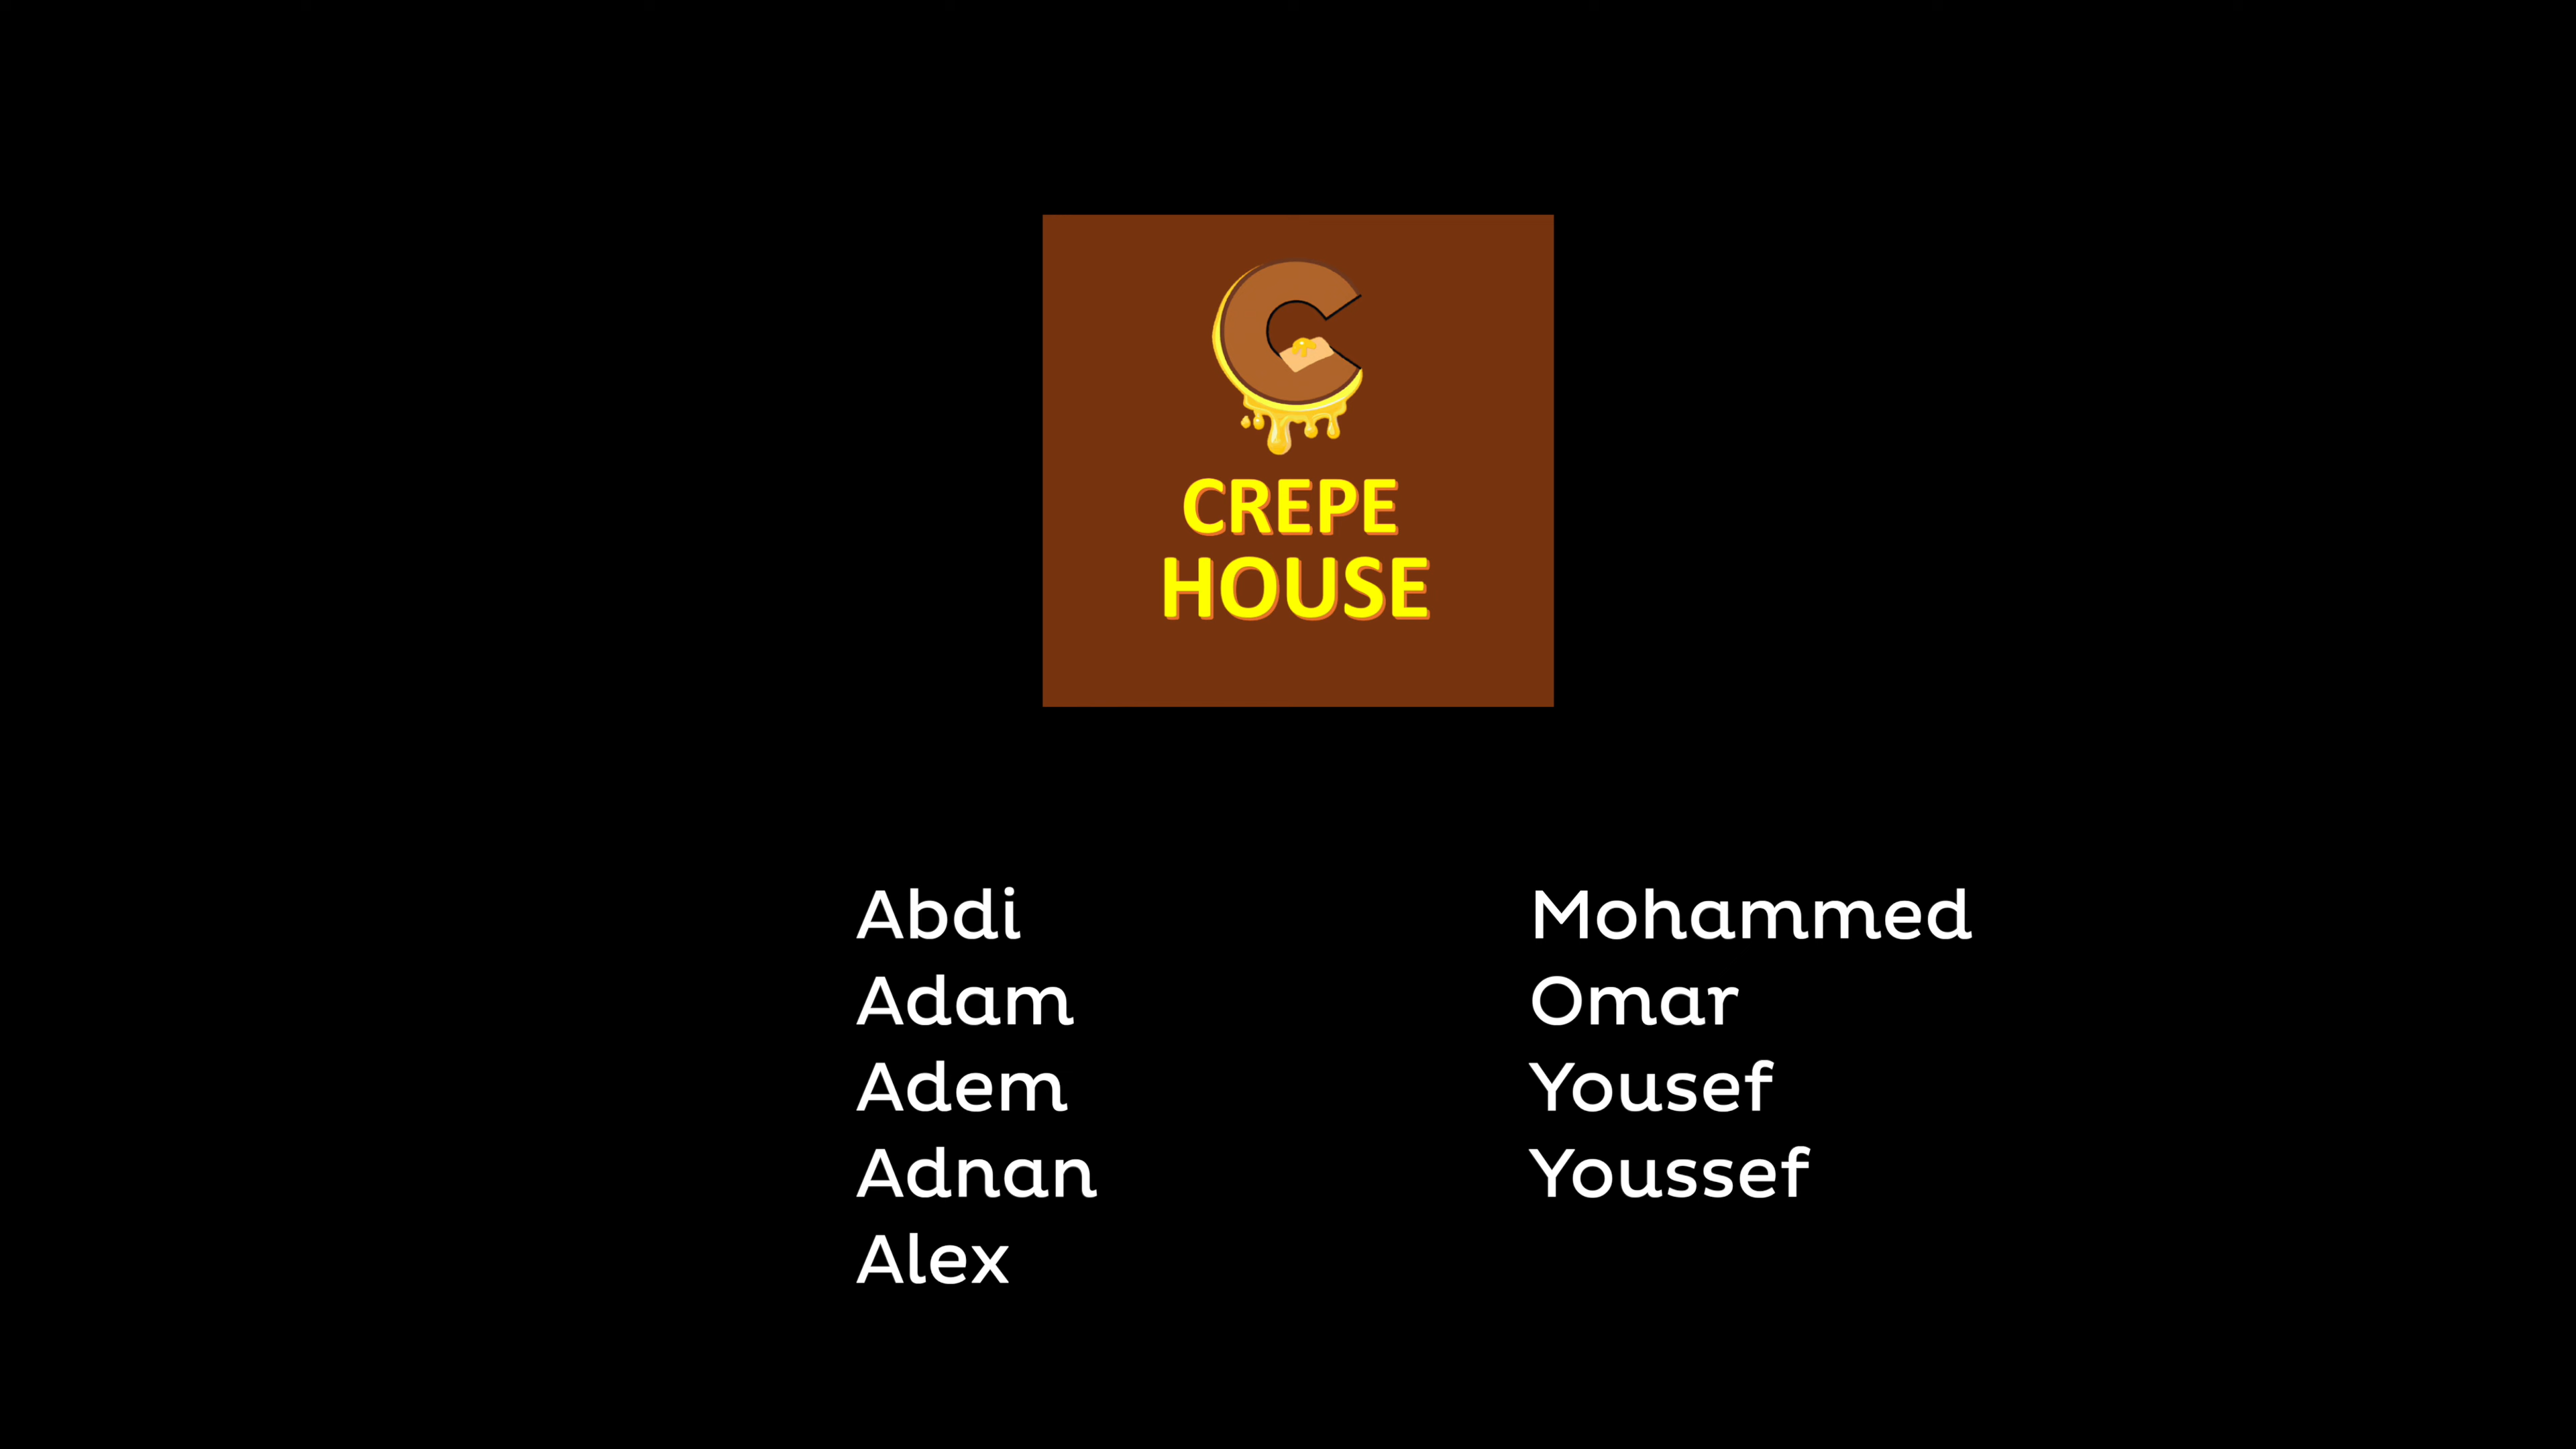 CREPE
HOUSE
Abdi
Adam
Adem
Adnan
Alex
Mohammed
Omar
Yousef
Youssef